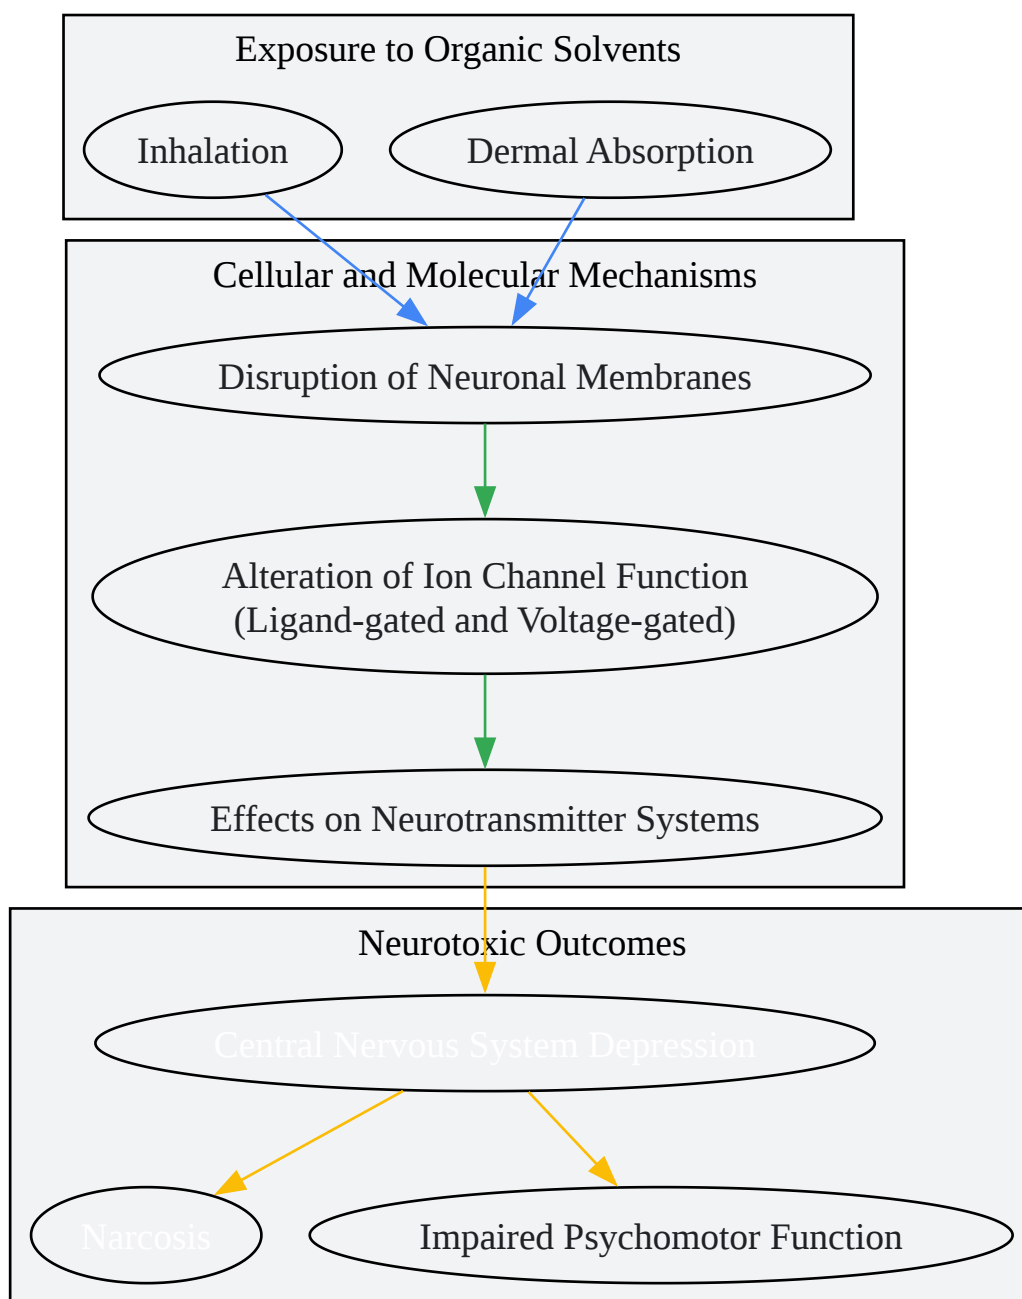 Exposure to Organic Solvents
Inhalation
Dermal Absorption
Cellular and Molecular Mechanisms
Disruption of Neuronal Membranes
Alteration of Ion Channel Function
(Ligand-gated and Voltage-gated)
Effects on Neurotransmitter Systems
Neurotoxic Outcomes
Central Nervous System Depression
Narcosis
Impaired Psychomotor Function